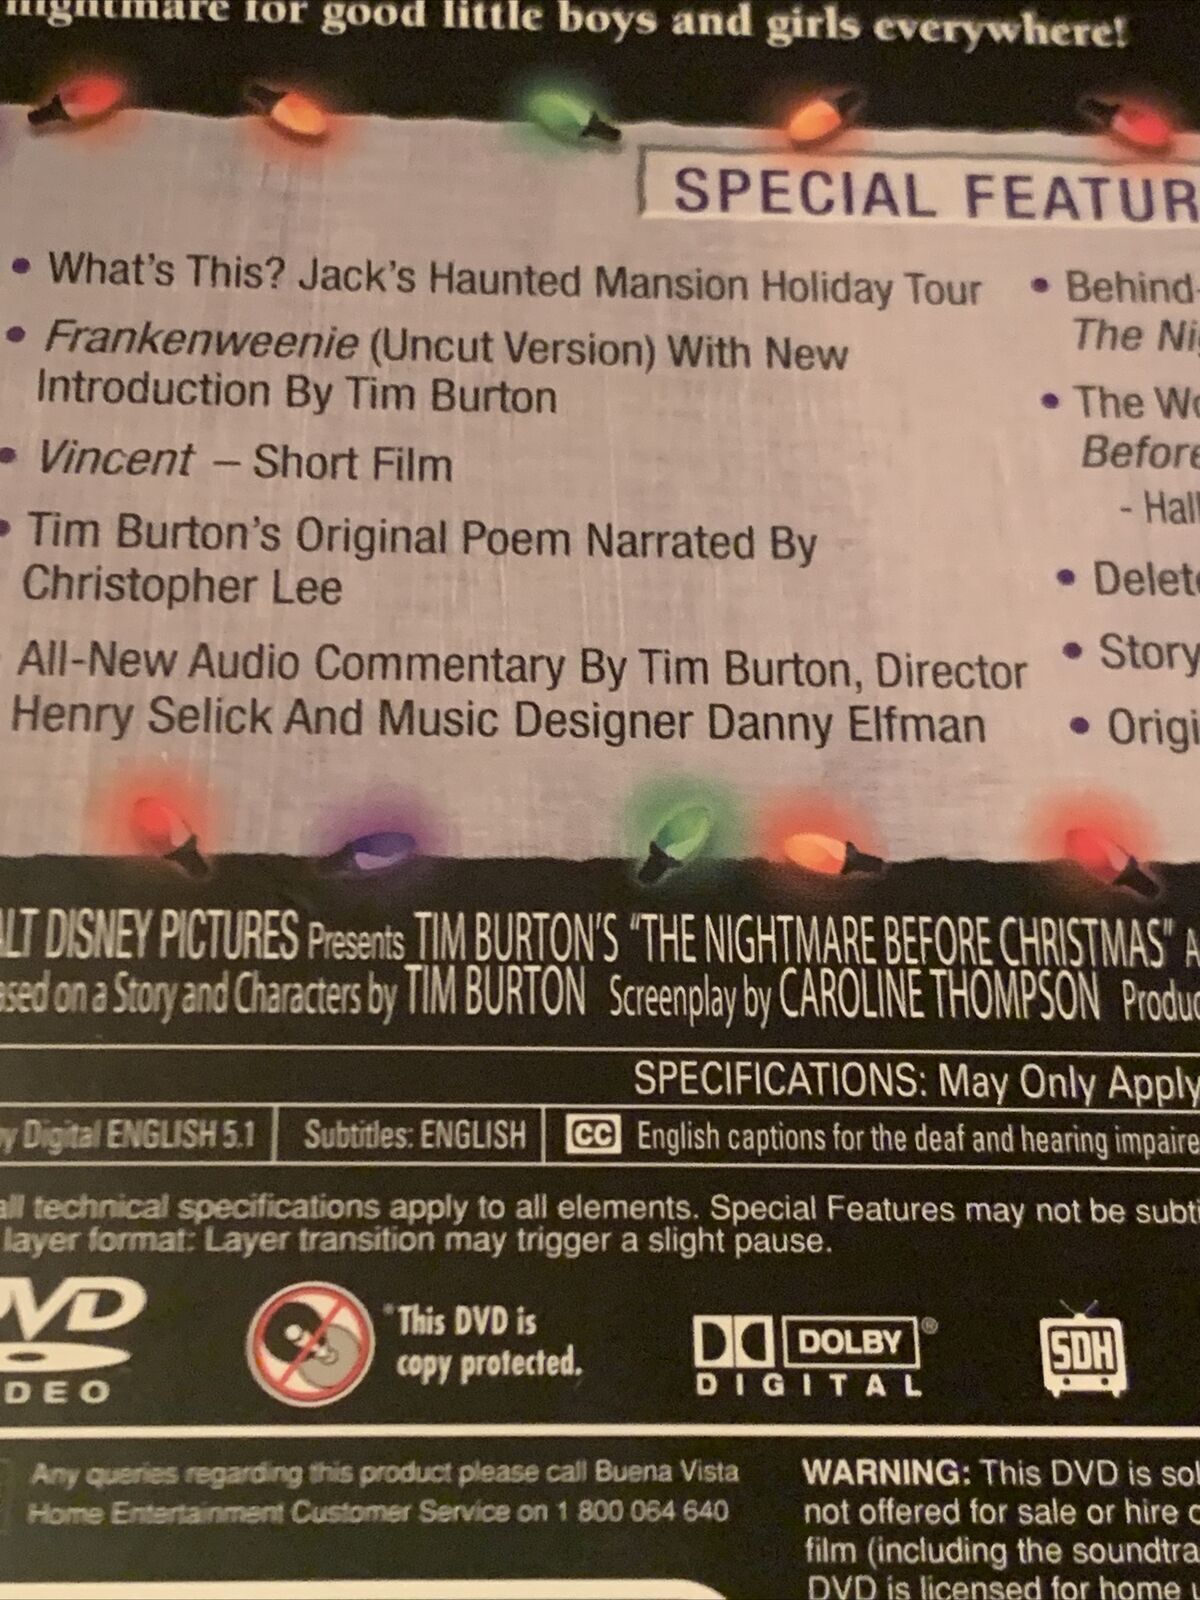 nightmare for good little boys and girls everywhere!
SPECIAL FEATUR
• What's This? Jack's Haunted Mansion Holiday Tour
• Frankenweenie (Uncut Version) With New
Introduction By Tim Burton
• Vincent – Short Film
• Tim Burton's Original Poem Narrated By
Christopher Lee
All-New Audio Commentary By Tim Burton, Director
Henry Selick And Music Designer Danny Elfman
• Behind-
The Ni
• The Wo
Before
- Hall
• Delet
• Story
• Origi
ALT DISNEY PICTURES Presents TIM BURTON'S "THE NIGHTMARE BEFORE CHRISTMAS" A
ased on a Story and Characters by TIM BURTON Screenplay by CAROLINE THOMPSON Produc
SPECIFICATIONS: May Only Apply
y Digital ENGLISH 5.1 Subtitles: ENGLISH CC English captions for the deaf and hearing impaire
all technical specifications apply to all elements. Special Features may not be subti
layer format: Layer transition may trigger a slight pause.
DVD
DEO
*This DVD is
copy protected.
DOLBY®
DIGITAL
SDH
Any queries regarding this product please call Buena Vista
Home Entertainment Customer Service on 1 800 064 640
WARNING: This DVD is sol
not offered for sale or hire o
film (including the soundtra
DVD is licensed for home u